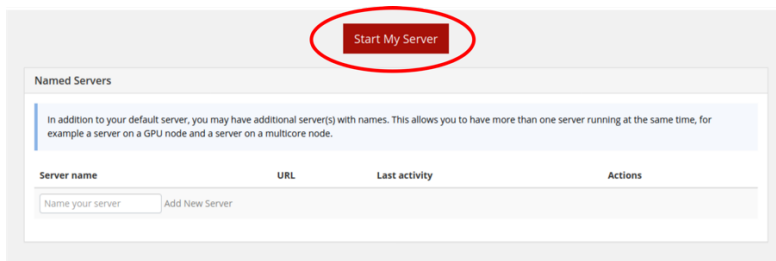 Start My Server
Named Servers
In addition to your default server, you may have additional server(s) with names. This allows you to have more than one server running at the same time, for
example a server on a GPU node and a server on a multicore node.
Server name URL Last activity Actions
Name your server Add New Server